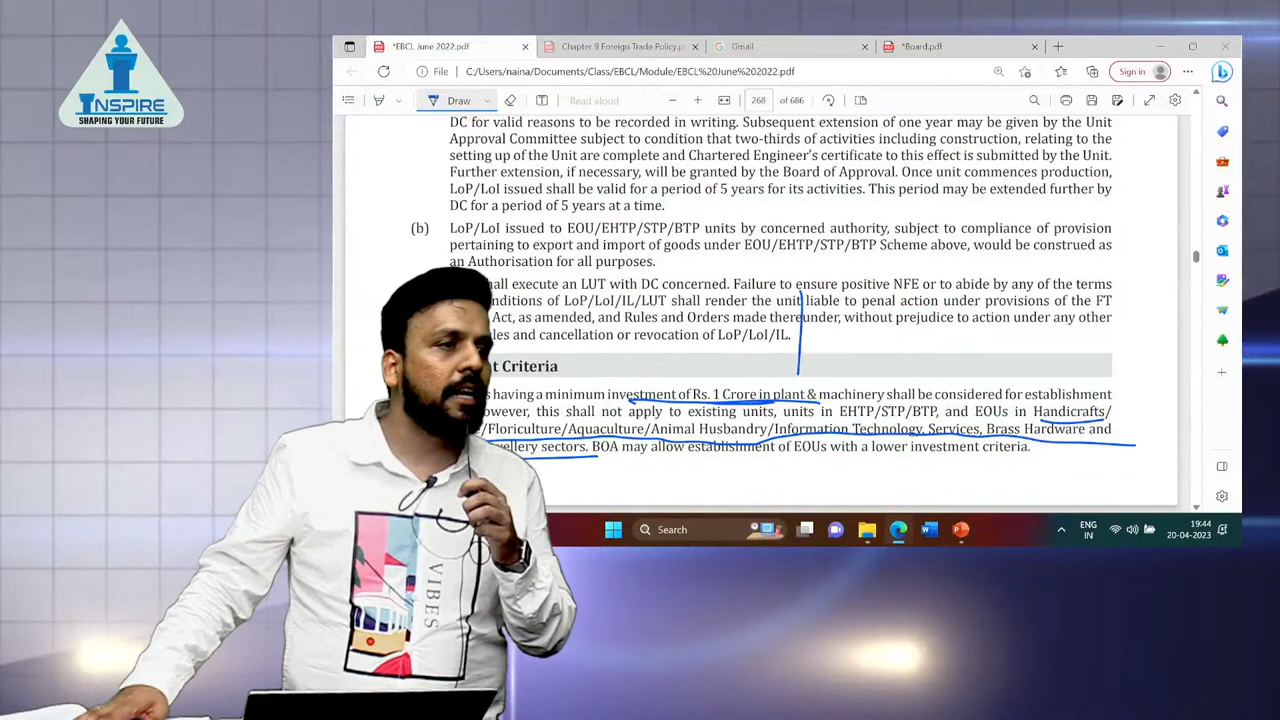 INSPIRE
SHAPING YOUR FUTURE
*EBCL June 2022.pdf
Chapter 9 Foreign Trade Policy.p
Gmail
*Board.pdf
File
C:/Users/naina/Documents/Class/EBCL/Module/EBCL%20June%202022.pdf
Sign in
Draw
Read aloud
268
of 686
DC for valid reasons to be recorded in writing. Subsequent extension of one year may be given by the Unit
Approval Committee subject to condition that two-thirds of activities including construction, relating to the
setting up of the Unit are complete and Chartered Engineer's certificate to this effect is submitted by the Unit.
Further extension, if necessary, will be granted by the Board of Approval. Once unit commences production,
LoP/LoI issued shall be valid for a period of 5 years for its activities. This period may be extended further by
DC for a period of 5 years at a time.
(b) LoP/LoI issued to EOU/EHTP/STP/BTP units by concerned authority, subject to compliance of provision
pertaining to export and import of goods under EOU/EHTP/STP/BTP Scheme above, would be construed as
an Authorisation for all purposes.
execute an LUT with DC concerned. Failure to ensure positive NFE or to abide by any of the terms
of LoP/LoI/IL/LUT shall render the unit liable to penal action under provisions of the FT
Act, as amended, and Rules and Orders made thereunder, without prejudice to action under any other
and cancellation or revocation of LoP/LoI/IL.
Criteria
having a minimum investment of Rs. 1 Crore in plant & machinery shall be considered for establishment
this shall not apply to existing units, units in EHTP/STP/BTP, and EOUs in Handicrafts/
/Floriculture/Aquaculture/Animal Husbandry/Information Technology, Services, Brass Hardware and
sectors. BOA may allow establishment of EOUs with a lower investment criteria.
Search
ENG
IN
19:44
20-04-2023
VIBES